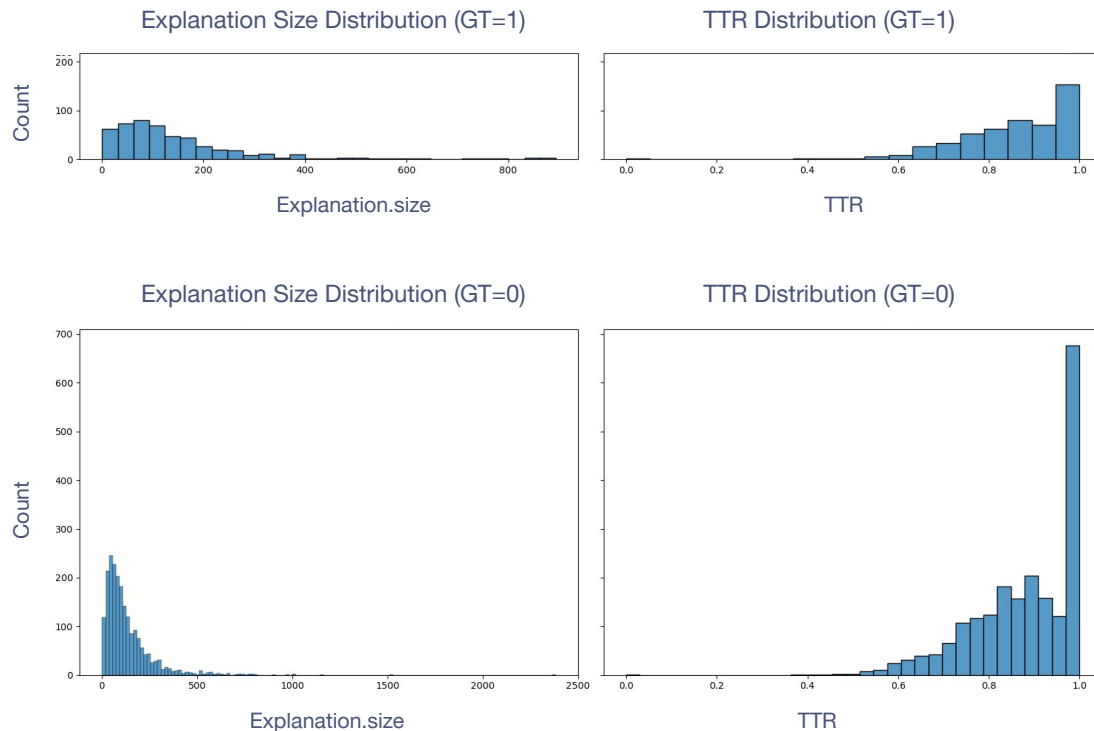 Explanation Size Distribution (GT=1)
TTR Distribution (GT=1)
200
100
0
Count
0 200 400 600 800
0.0 0.2 0.4 0.6 0.8 1.0
Explanation.size
TTR
Explanation Size Distribution (GT=0)
TTR Distribution (GT=0)
700
600
500
400
300
200
100
0
Count
0 500 1000 1500 2000 2500
0.0 0.2 0.4 0.6 0.8 1.0
Explanation.size
TTR